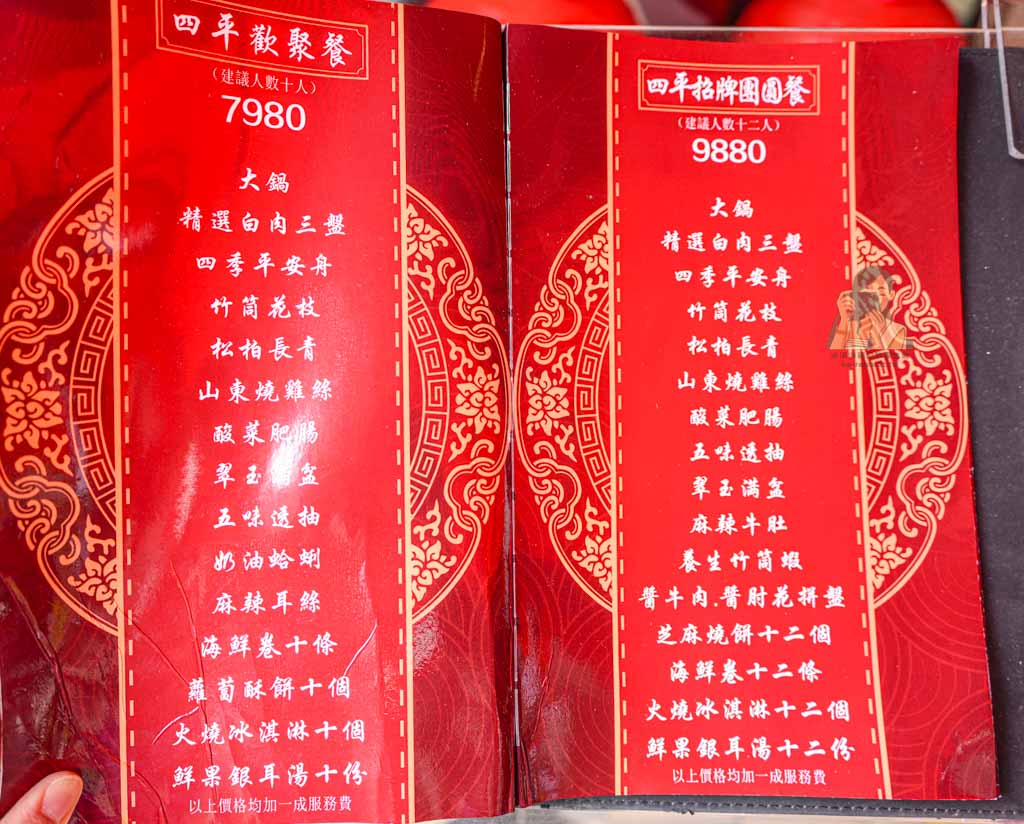 四平歡聚餐
（建議人數十人）
7980
大鍋
精選白肉三盤
四季平安舟
竹筒花枝
松柏長青
山東燒雞絲
酸菜肥腸
翠玉滿盆
五味透抽
奶油蛤蜊
麻辣耳絲
海鮮卷十條
蘿蔔酥餅十個
火燒冰淇淋十個
鮮果銀耳湯十份
以上價格均加一成服務費
四平招牌團圓餐
（建議人數十二人）
9880
大鍋
精選白肉三盤
四季平安舟
竹筒花枝
松柏長青
山東燒雞絲
酸菜肥腸
五味透抽
翠玉滿盆
麻辣牛肚
養生竹筒蝦
醬牛肉.醬肘花拼盤
芝麻燒餅十二個
海鮮卷十二條
火燒冰淇淋十二個
鮮果銀耳湯十二份
以上價格均加一成服務費